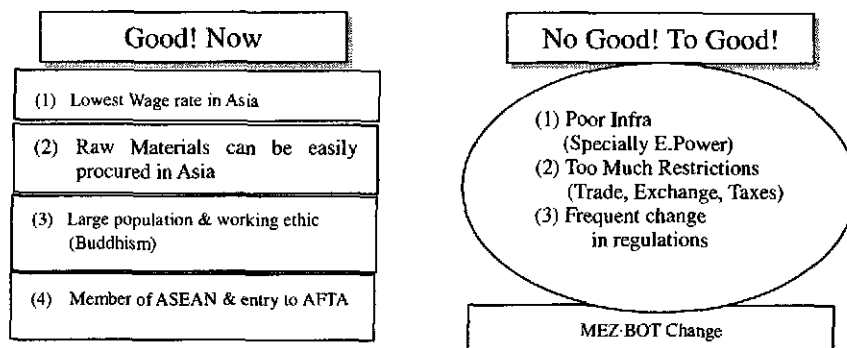 Good! Now
(1) Lowest Wage rate in Asia
(2) Raw Materials can be easily
procured in Asia
(3) Large population & working ethic
(Buddhism)
(4) Member of ASEAN & entry to AFTA
No Good! To Good!
(1) Poor Infra
(Specially E.Power)
(2) Too Much Restrictions
(Trade, Exchange, Taxes)
(3) Frequent change
in regulations
MEZ·BOT Change